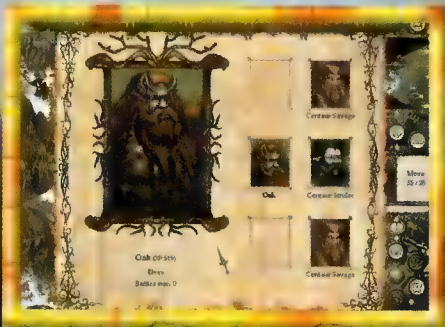 Centaur Savage
Oak
Centaur Strider
Centaur Savage
Oak
Elves
Battles won: 0
Move